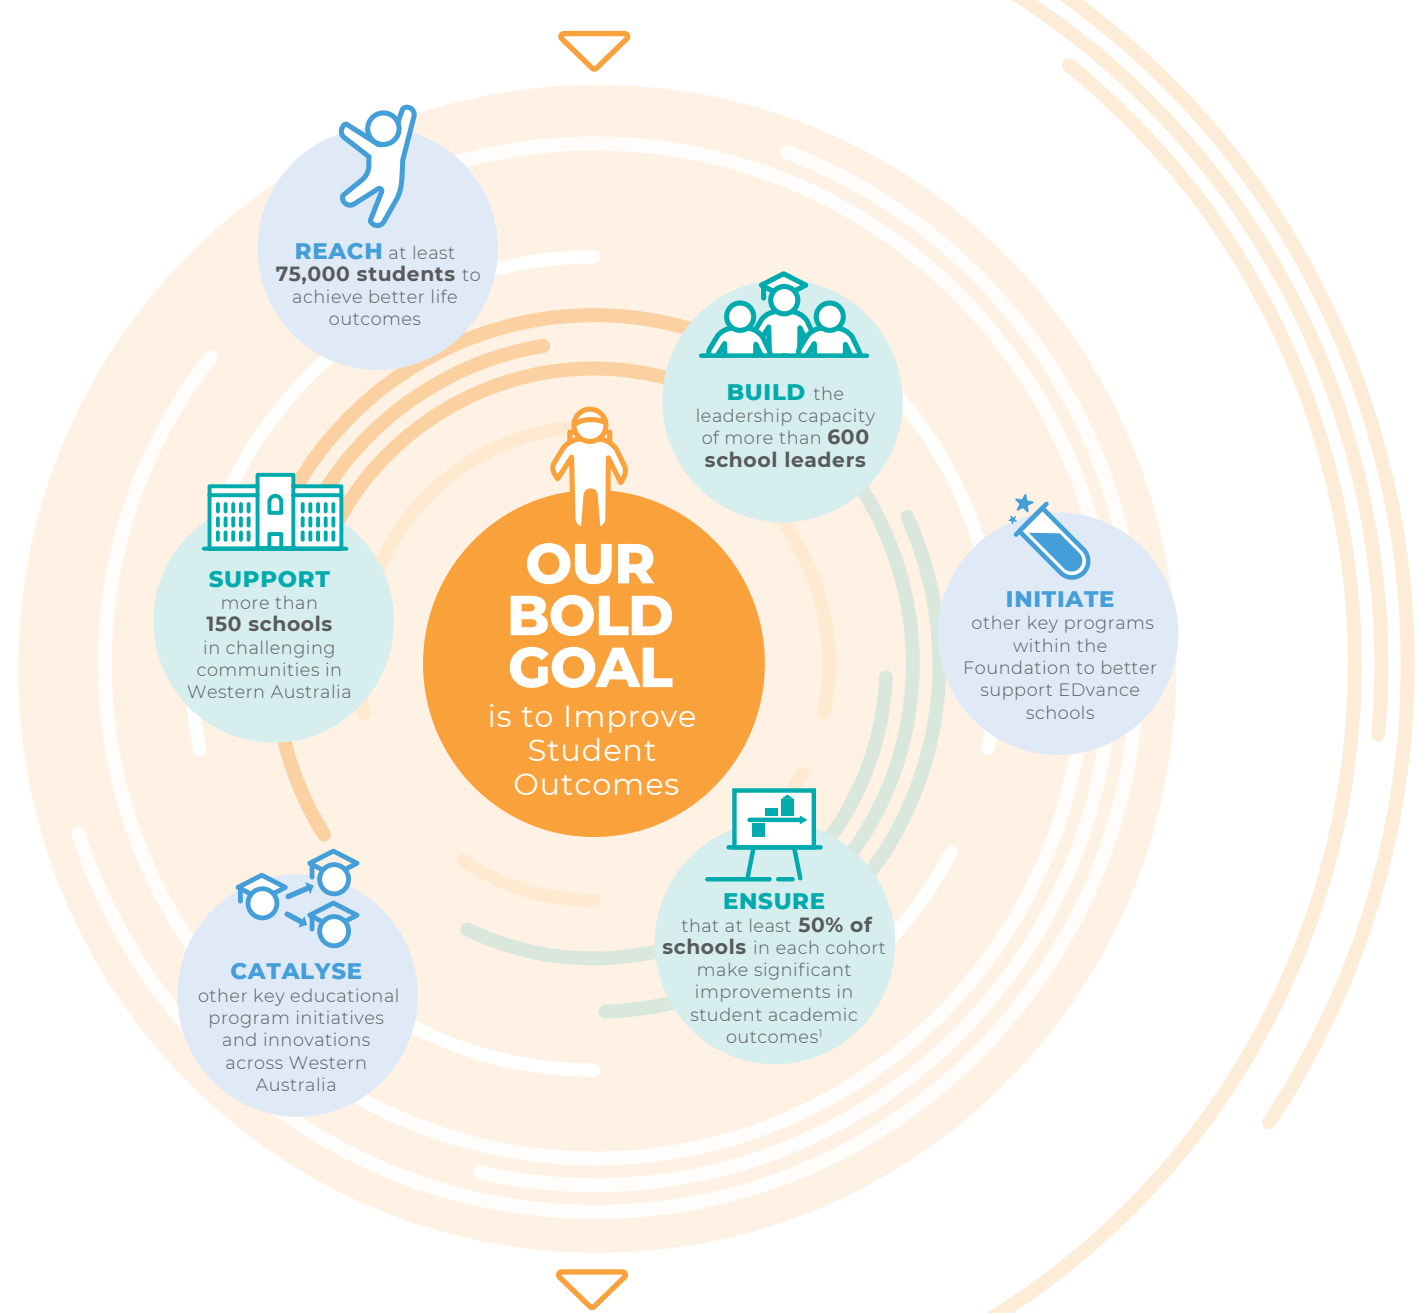 REACH at least
75,000 students to
achieve better life
outcomes
BUILD the
leadership capacity
of more than 600
school leaders
SUPPORT
more than
150 schools
in challenging
communities in
Western Australia
OUR
BOLD
GOAL
is to Improve
Student
Outcomes
INITIATE
other key programs
within the
Foundation to better
support EDvance
schools
CATALYSE
other key educational
program initiatives
and innovations
across Western
Australia
ENSURE
that at least 50% of
schools in each cohort
make significant
improvements in
student academic
outcomes¹